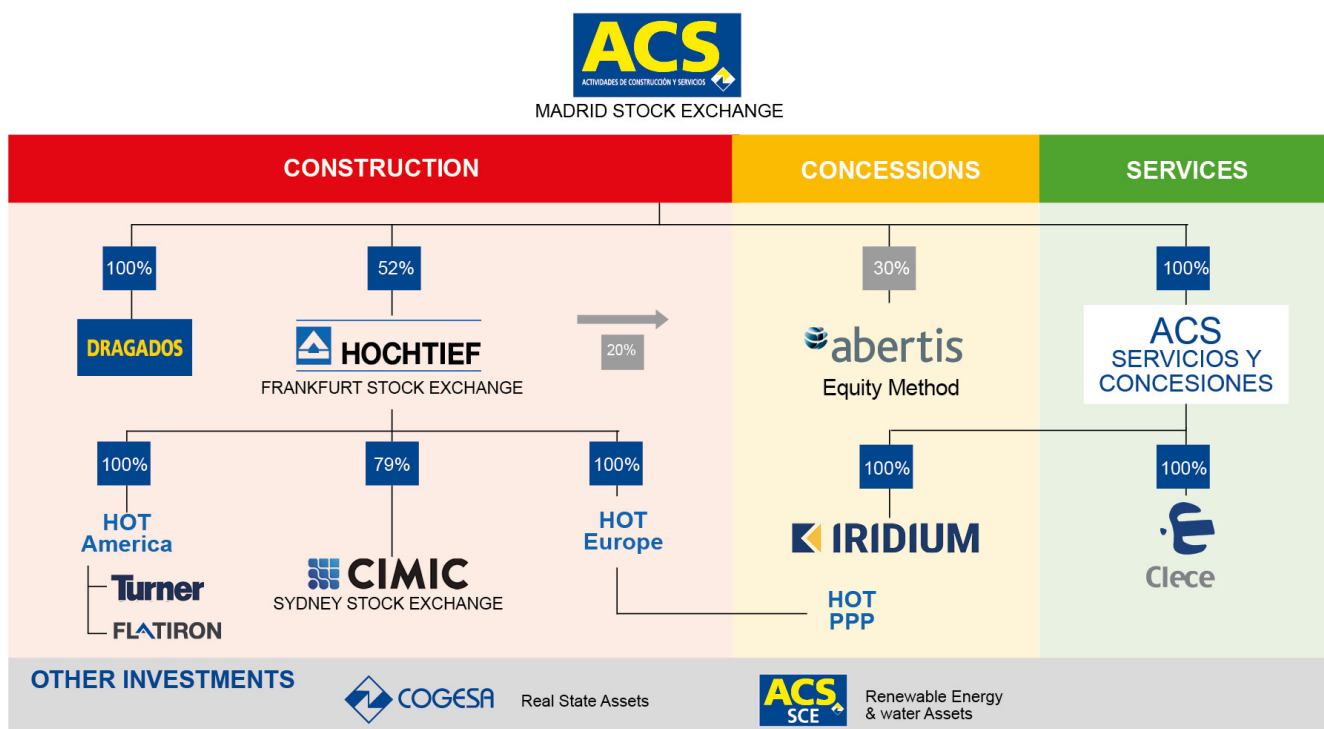 ACS
ACTIVIDADES DE CONSTRUCCIÓN Y SERVICIOS
MADRID STOCK EXCHANGE
CONSTRUCTION
CONCESSIONS
SERVICES
100%
52%
30%
100%
DRAGADOS
HOCHTIEF
FRANKFURT STOCK EXCHANGE
20%
abertis
Equity Method
ACS
SERVICIOS Y
CONCESIONES
100%
79%
100%
100%
100%
HOT
America
Turner
FLATIRON
CIMIC
SYDNEY STOCK EXCHANGE
HOT
Europe
IRIDIUM
HOT
PPP
Clece
OTHER INVESTMENTS
COGESA
Real State Assets
ACS
SCE
Renewable Energy
& water Assets